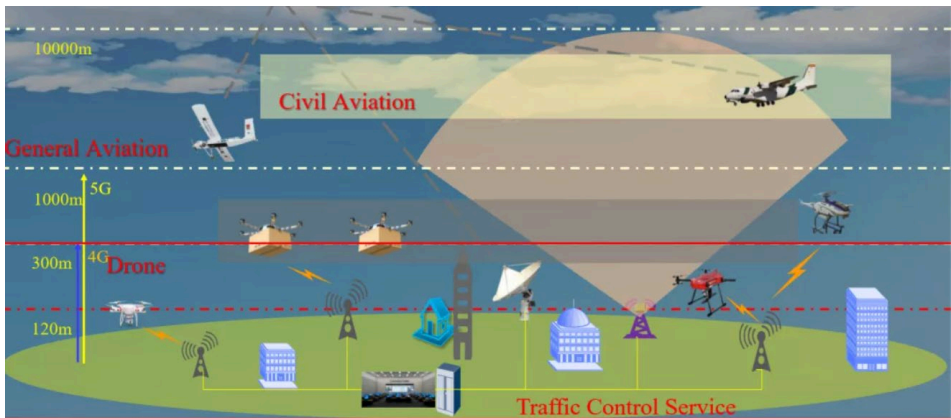 10000m
Civil Aviation
General Aviation
5G
1000m
4G
300m
Drone
120m
Traffic Control Service